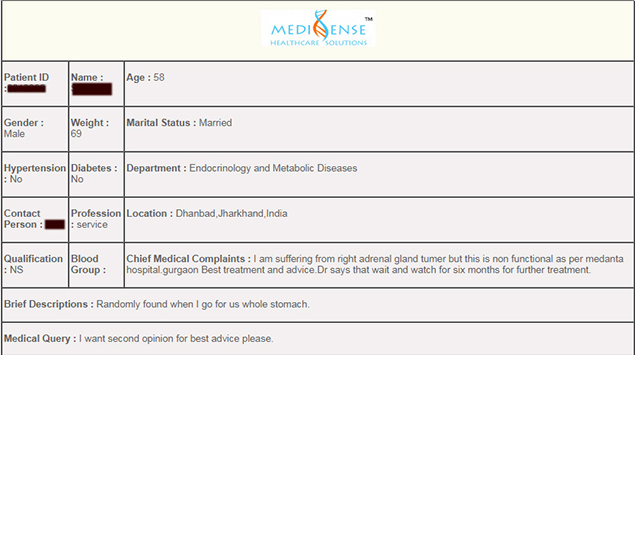 MEDISENSE™
HEALTHCARE SOLUTIONS
Patient ID
:
Name :
:
Age : 58
Gender :
Male
Weight :
69
Marital Status : Married
Hypertension
: No
Diabetes :
No
Department : Endocrinology and Metabolic Diseases
Contact
Person :
Profession
: service
Location : Dhanbad,Jharkhand,India
Qualification
: NS
Blood
Group :
Chief Medical Complaints : I am suffering from right adrenal gland tumer but this is non functional as per medanta
hospital.gurgaon Best treatment and advice.Dr says that wait and watch for six months for further treatment.
Brief Descriptions : Randomly found when I go for us whole stomach.
Medical Query : I want second opinion for best advice please.